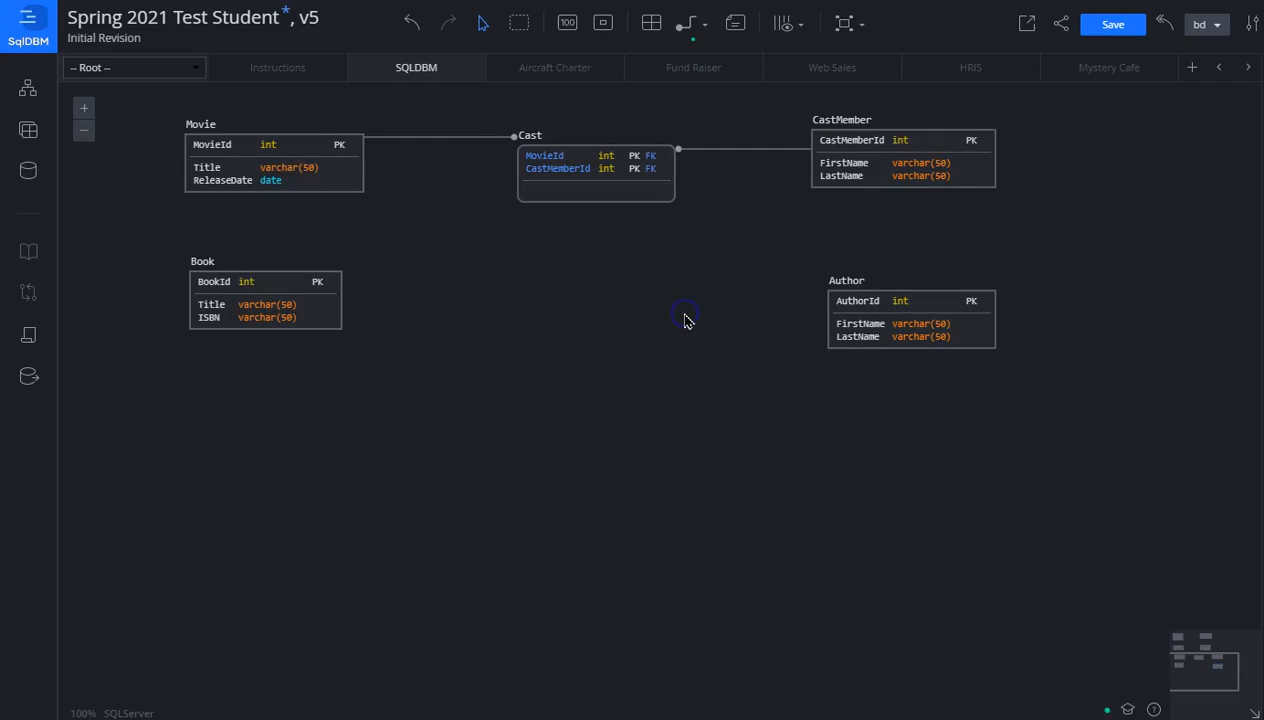 SqlDBM
Spring 2021 Test Student *, v5
Initial Revision
100
Save
bd
-- Root --
Instructions
SQLDBM
Aircraft Charter
Fund Raiser
Web Sales
HRIS
Mystery Cafe
+
−
Movie
MovieId int PK
Title varchar(50)
ReleaseDate date
Cast
MovieId int PK FK
CastMemberId int PK FK
CastMember
CastMemberId int PK
FirstName varchar(50)
LastName varchar(50)
Book
BookId int PK
Title varchar(50)
ISBN varchar(50)
Author
AuthorId int PK
FirstName varchar(50)
LastName varchar(50)
100% SQLServer